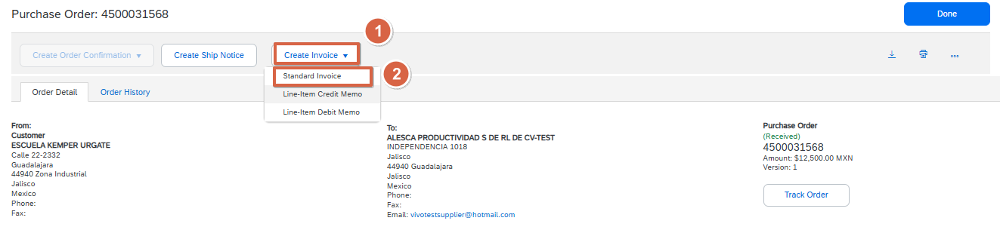 Purchase Order: 4500031568
Done
1
Create Order Confirmation
Create Ship Notice
Create Invoice
Standard Invoice
2
Line-Item Credit Memo
Line-Item Debit Memo
Order Detail
Order History
From:
Customer
ESCUELA KEMPER URGATE
Calle 22-2332
Guadalajara
44940 Zona Industrial
Jalisco
Mexico
Phone:
Fax:
To:
ALESCA PRODUCTIVIDAD S DE RL DE CV-TEST
INDEPENDENCIA 1018
Jalisco
44940 Guadalajara
Jalisco
Mexico
Phone:
Fax:
Email: vivotestsupplier@hotmail.com
Purchase Order
(Received)
4500031568
Amount: $12,500.00 MXN
Version: 1
Track Order